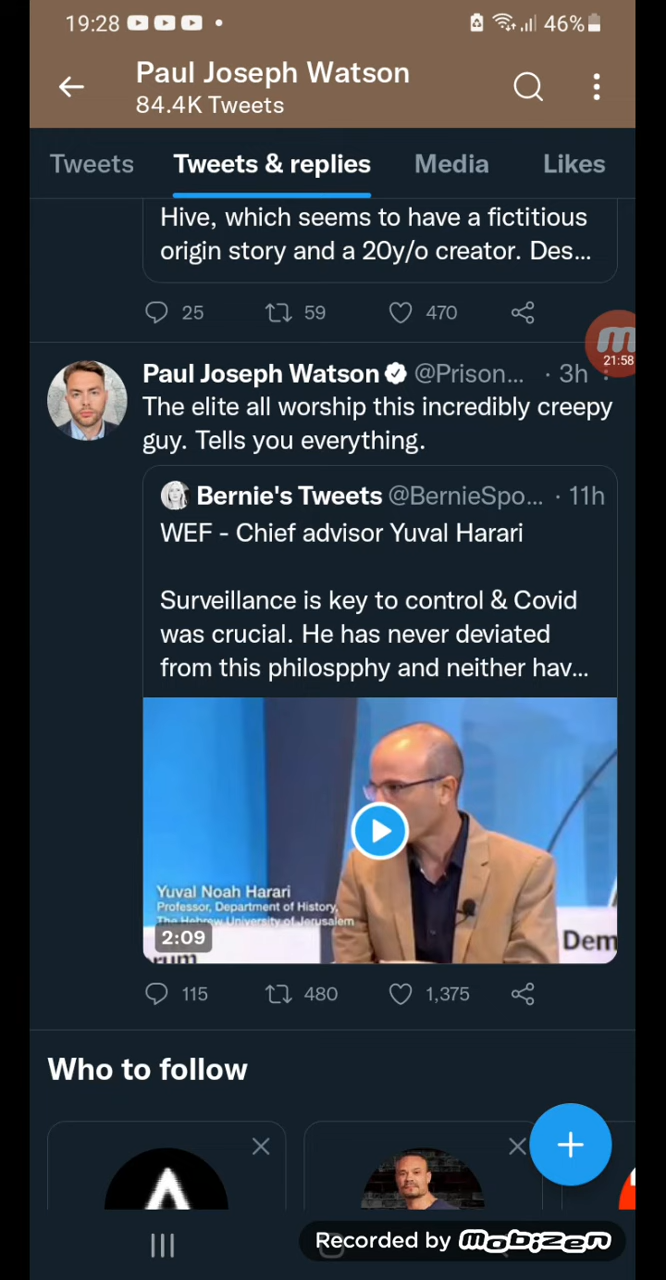 19:28
46%
Paul Joseph Watson
84.4K Tweets
Tweets
Tweets & replies
Media
Likes
Hive, which seems to have a fictitious
origin story and a 20y/o creator. Des...
25
59
470
21:58
Paul Joseph Watson @Prison... · 3h
The elite all worship this incredibly creepy
guy. Tells you everything.
Bernie's Tweets @BernieSpo... · 11h
WEF - Chief advisor Yuval Harari
Surveillance is key to control & Covid
was crucial. He has never deviated
from this philospphy and neither hav...
Yuval Noah Harari
Professor, Department of History,
The Hebrew University of Jerusalem
2:09
rum
Dem
115
480
1,375
Who to follow
Recorded by mobizen